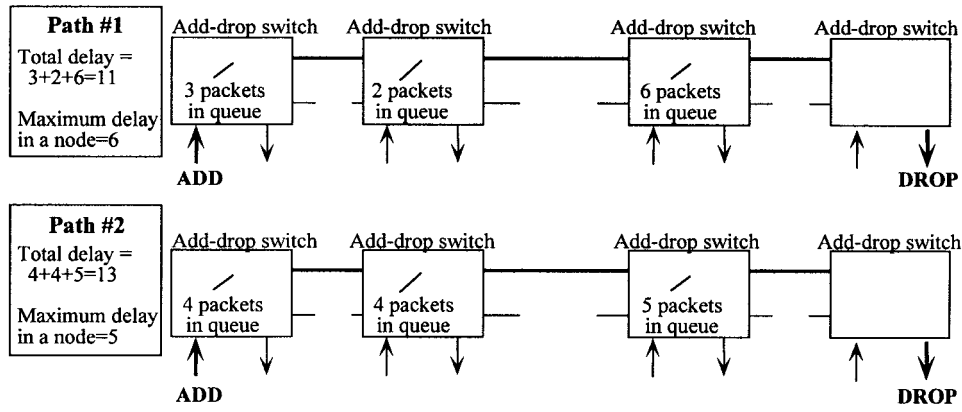 Path #1
Total delay =
3+2+6=11
Maximum delay
in a node=6
Add-drop switch
Add-drop switch
Add-drop switch
Add-drop switch
3 packets
in queue
2 packets
in queue
6 packets
in queue
ADD
DROP
Path #2
Total delay =
4+4+5=13
Maximum delay
in a node=5
Add-drop switch
Add-drop switch
Add-drop switch
Add-drop switch
4 packets
in queue
4 packets
in queue
5 packets
in queue
ADD
DROP